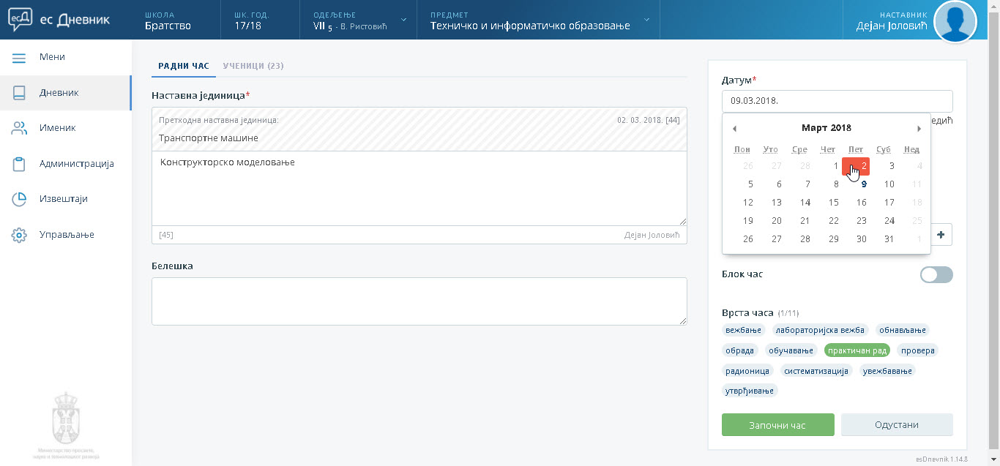 есД ес Дневник
ШКОЛА
Братство
ШК. ГОД.
17/18
ОДЕЉЕЊЕ
VII 5 - В. Ристовић
ПРЕДМЕТ
Техничко и информатичко образовање
НАСТАВНИК
Дејан Јоловић
Мени
Дневник
Именик
Администрација
Извештаји
Управљање
Министарство просвете,
науке и технолошког развоја
РАДНИ ЧАС УЧЕНИЦИ (23)
Наставна јединица*
Претходна наставна јединица: 02. 03. 2018. [44]
Транспортне машине
Конструкторско моделовање
[45] Дејан Јоловић
Белешка
Датум*
09.03.2018.
едић
Март 2018
Пон Уто Сре Чет Пет Суб Нед
26 27 28 1 2 3 4
5 6 7 8 9 10 11
12 13 14 15 16 17 18
19 20 21 22 23 24 25
26 27 28 29 30 31 1
Блок час
Врста часа (1/11)
вежбање лабораторијска вежба обнављање
обрада обучавање практичан рад провера
радионица систематизација увежбавање
утврђивање
Започни час Одустани
esDnevnik 1.14.8